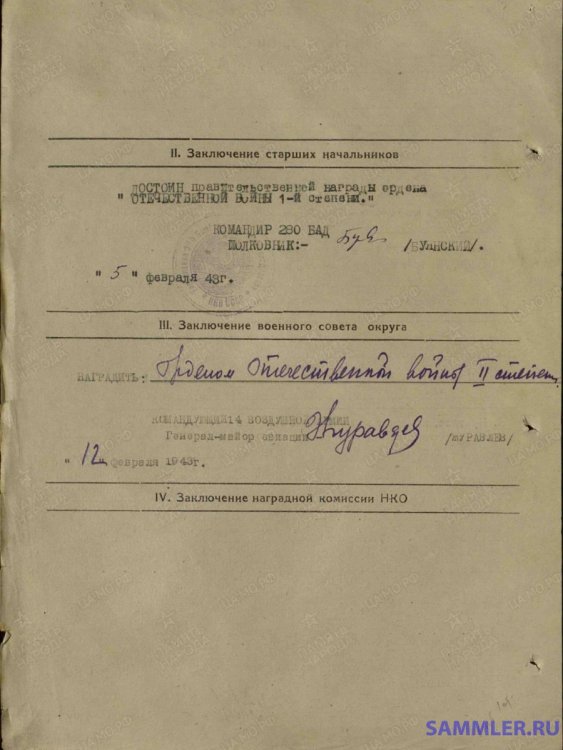 II. Заключение старших начальников
ДОСТОИН правительственной награды ордена
" ОТЕЧЕСТВЕННОЙ ВОЙНЫ 1-й степени."
КОМАНДИР 280 БАД
ПОЛКОВНИК:- /БУЯНСКИЙ/.
" 5 " февраля 43г.
III. Заключение военного совета округа
НАГРАДИТЬ: Орденом Отечественной войны II степени.
КОМАНДУЮЩИЙ 14 ВОЗДУШНОЙ АРМИИ
Генерал-майор авиации Журавлев /ЖУРАВЛЕВ/
" 12 " февраля 1943г.
IV. Заключение наградной комиссии НКО
SAMMLER.RU